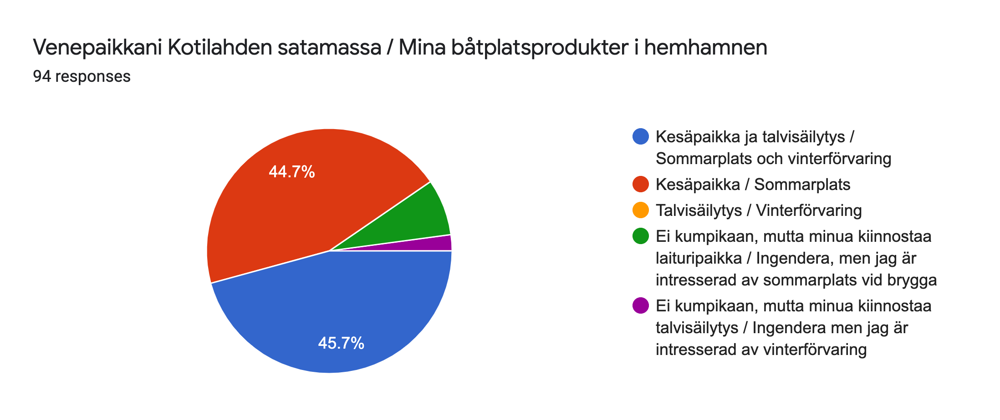 Venepaikkani Kotilahden satamassa / Mina båtplatsprodukter i hemhamnen
94 responses
44.7%
45.7%
Kesäpaikka ja talvisäilytys /
Sommarplats och vinterförvaring
Kesäpaikka / Sommarplats
Talvisäilytys / Vinterförvaring
Ei kumpikaan, mutta minua kiinnostaa
laituripaikka / Ingendera, men jag är
intresserad av sommarplats vid brygga
Ei kumpikaan, mutta minua kiinnostaa
talvisäilytys / Ingendera men jag är
intresserad av vinterförvaring